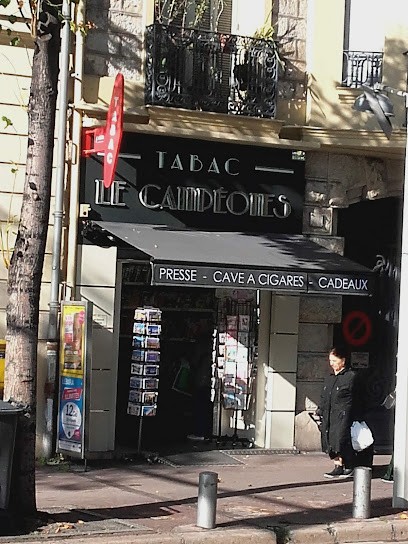 TABAC
LE CAMPÉONES
TABAC
PRESSE - CAVE A CIGARES - CADEAUX